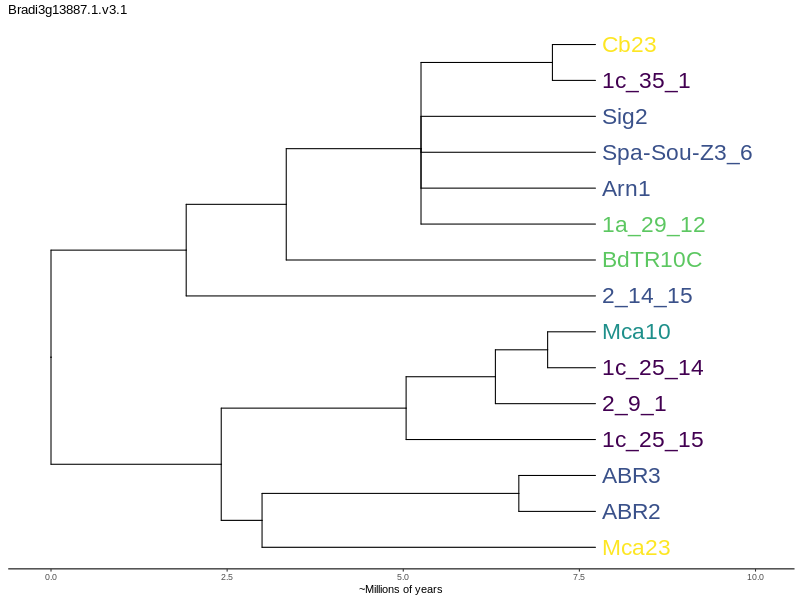 Bradi3g13887.1.v3.1
Cb23
1c_35_1
Sig2
Spa-Sou-Z3_6
Arn1
1a_29_12
BdTR10C
2_14_15
Mca10
1c_25_14
2_9_1
1c_25_15
ABR3
ABR2
Mca23
0.0 2.5 5.0 7.5 10.0
~Millions of years